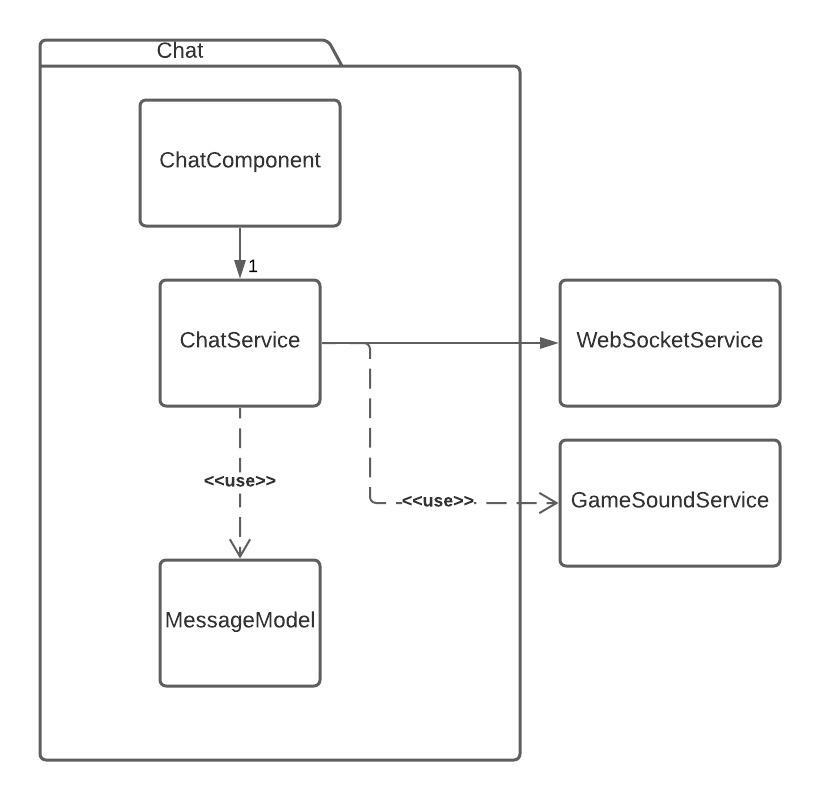 Chat
ChatComponent
1
ChatService
WebSocketService
<<use>>
<<use>>
GameSoundService
MessageModel